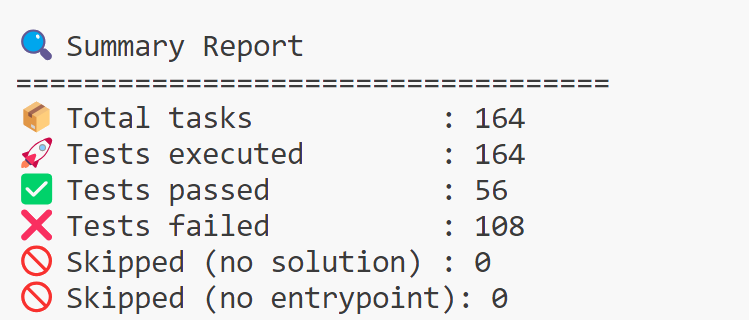 🔍 Summary Report
===================================
📦 Total tasks           : 164
🚀 Tests executed        : 164
✅ Tests passed          : 56
❌ Tests failed          : 108
🚫 Skipped (no solution) : 0
🚫 Skipped (no entrypoint): 0